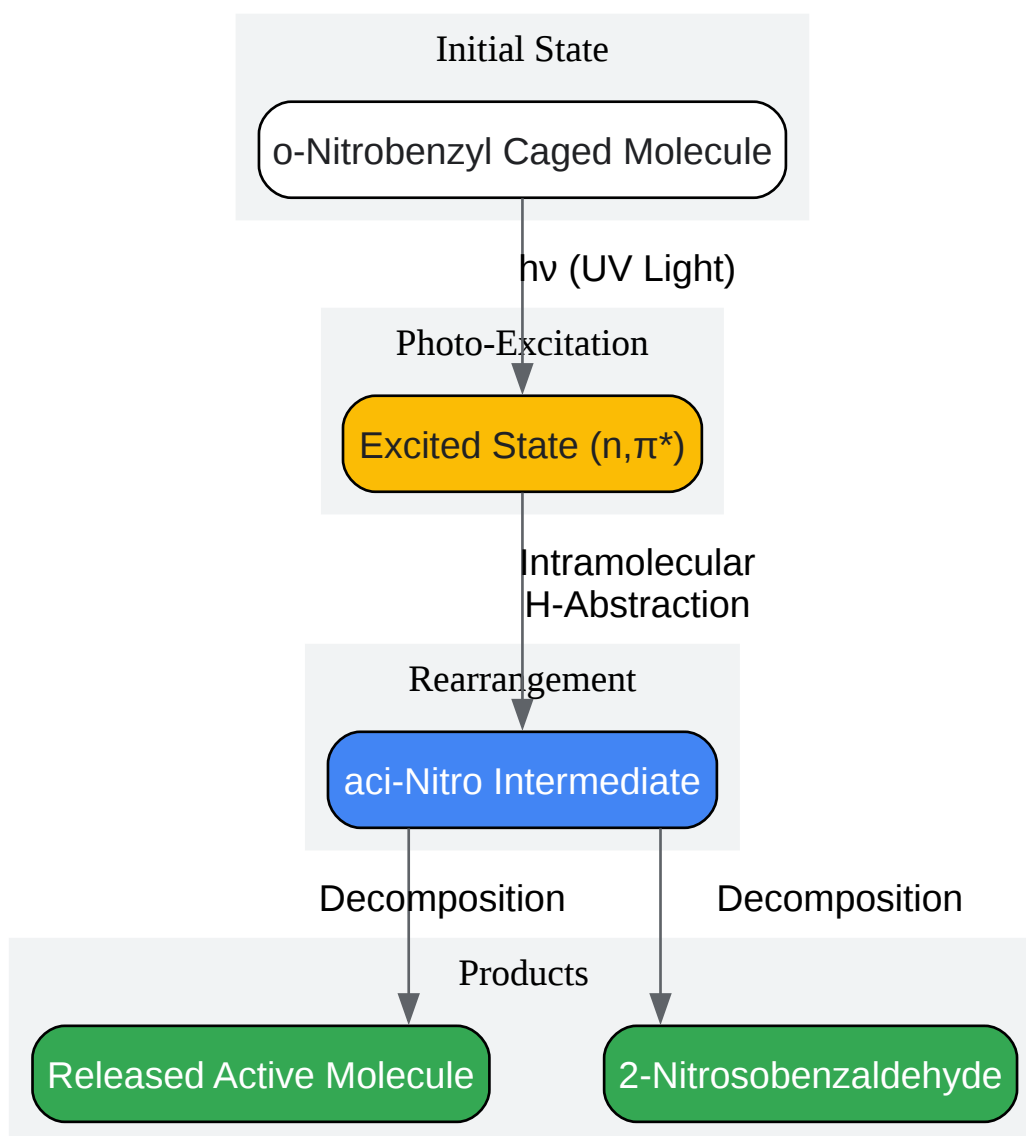 Initial State
o-Nitrobenzyl Caged Molecule
hν (UV Light)
Photo-Excitation
Excited State (n,π*)
Intramolecular
H-Abstraction
Rearrangement
aci-Nitro Intermediate
Decomposition
Decomposition
Products
Released Active Molecule
2-Nitrosobenzaldehyde